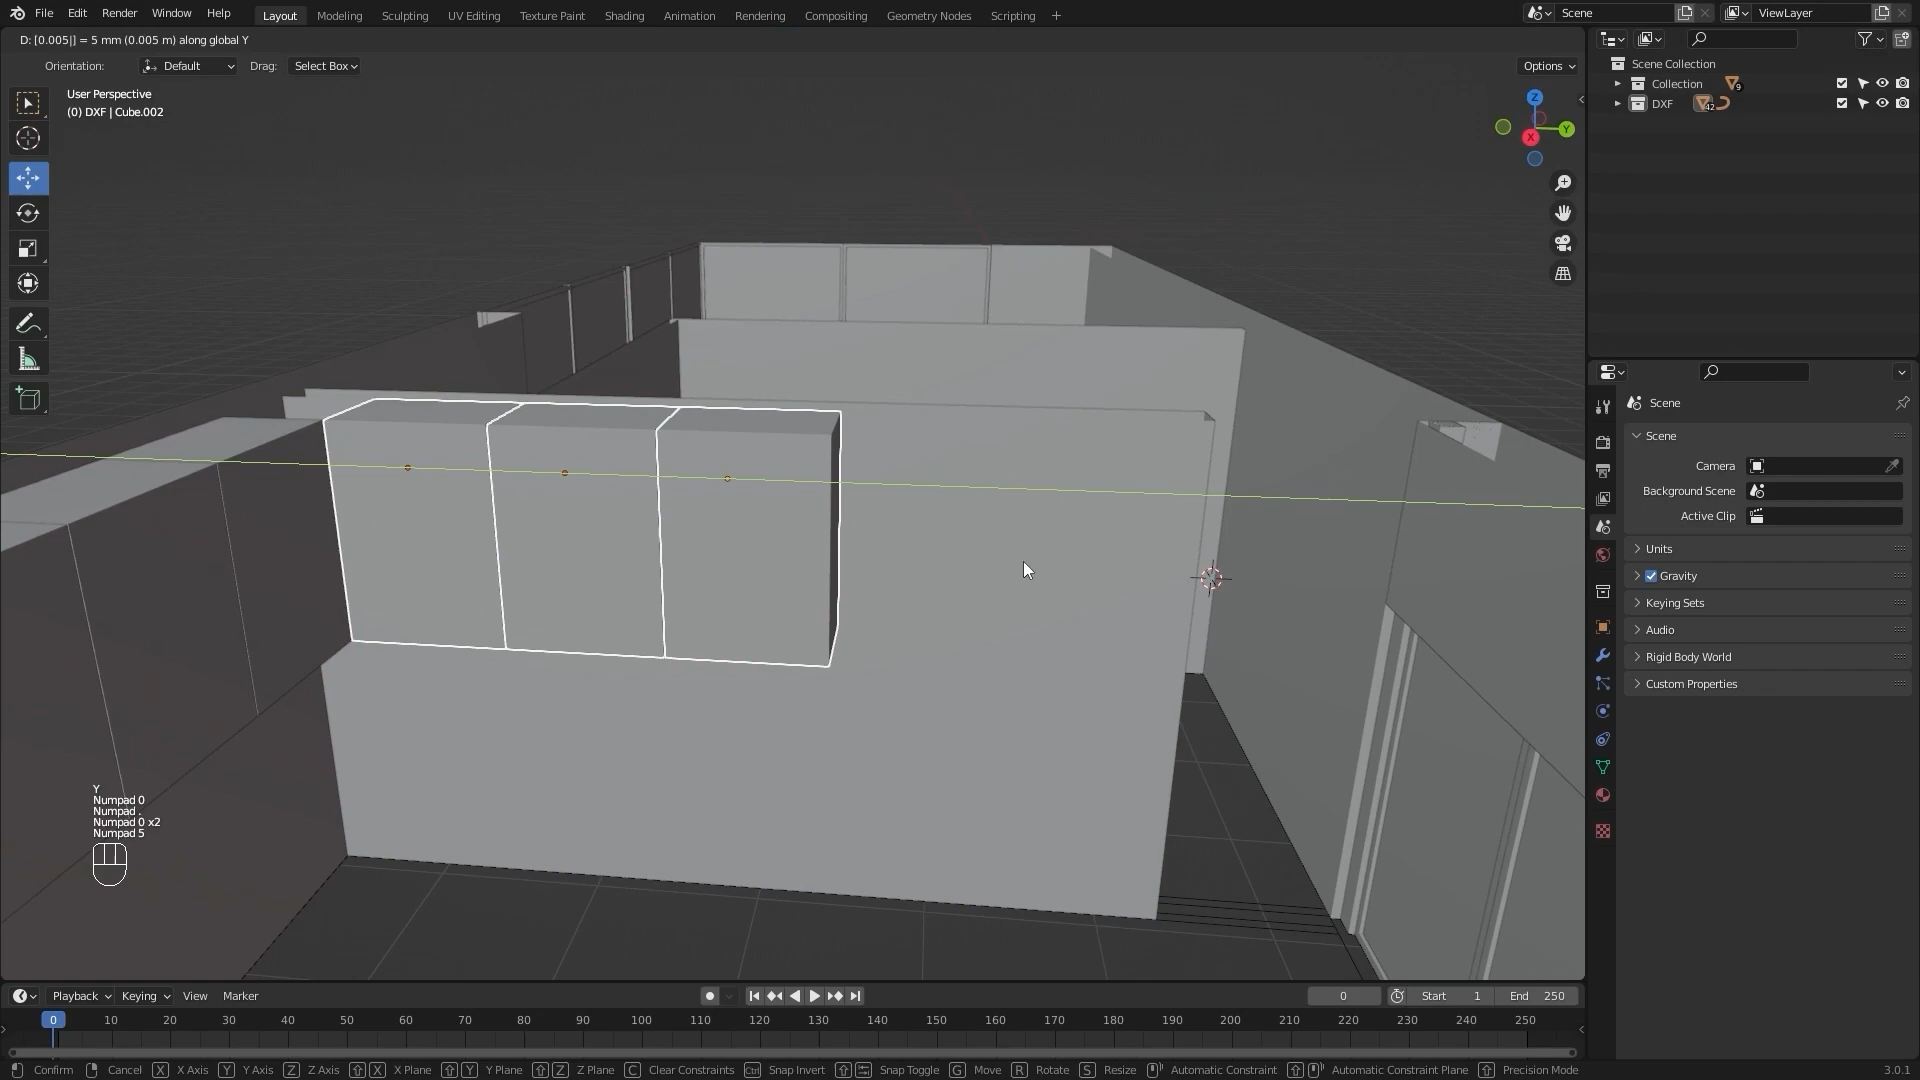 File Edit Render Window Help Layout Modeling Sculpting UV Editing Texture Paint Shading Animation Rendering Compositing Geometry Nodes Scripting + Scene ViewLayer
D: [0.005|] = 5 mm (0.005 m) along global Y
Orientation: Default Drag: Select Box Options
User Perspective
(0) DXF | Cube.002
Z
Y
X
Scene Collection
Collection 9
DXF 42
Scene
Scene
Camera
Background Scene
Active Clip
Units
Gravity
Keying Sets
Audio
Rigid Body World
Custom Properties
Y
Numpad 0
Numpad .
Numpad 0 x2
Numpad 5
Playback Keying View Marker 0 Start 1 End 250
0 10 20 30 40 50 60 70 80 90 100 110 120 130 140 150 160 170 180 190 200 210 220 230 240 250
Confirm Cancel X X Axis Y Y Axis Z Z Axis X X Plane Y Y Plane Z Z Plane C Clear Constraints Ctrl Snap Invert Snap Toggle G Move R Rotate S Resize Automatic Constraint Automatic Constraint Plane Precision Mode 3.0.1